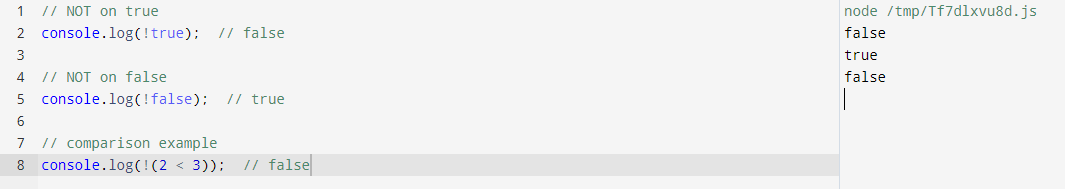 1 // NOT on true
2 console.log(!true);  // false
3
4 // NOT on false
5 console.log(!false);  // true
6
7 // comparison example
8 console.log(!(2 < 3));  // false
node /tmp/Tf7dlxvu8d.js
false
true
false